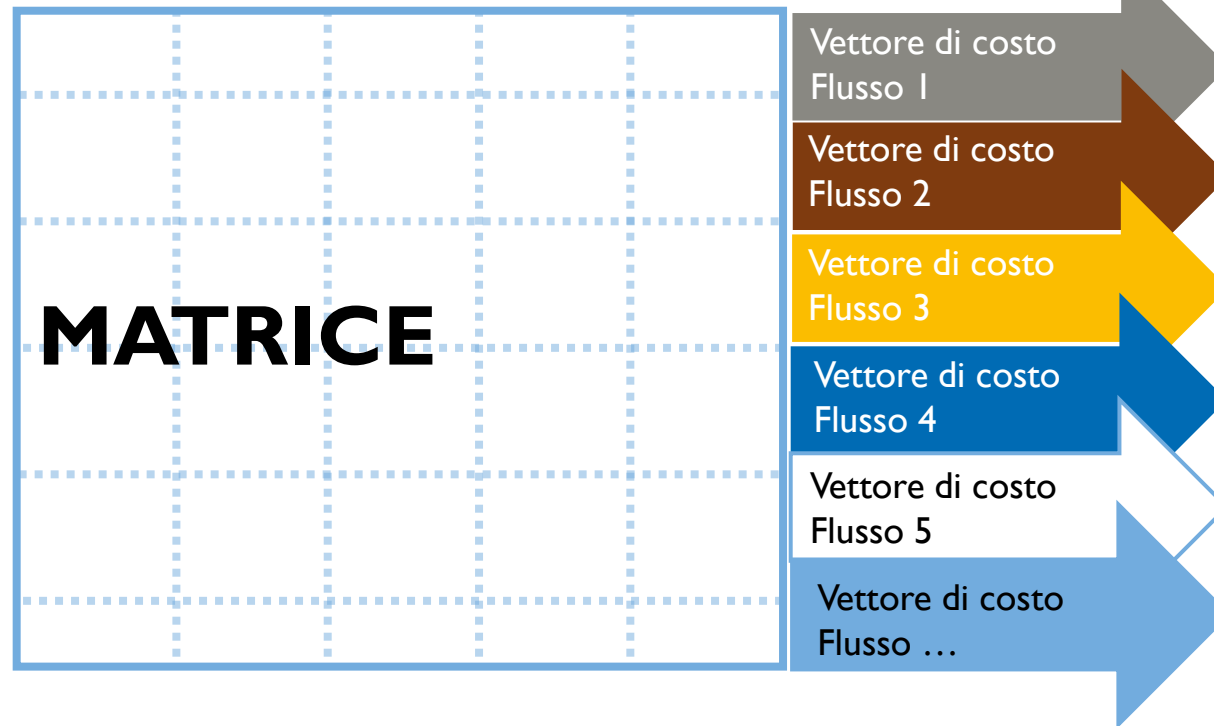 Vettore di costo
Flusso 1
Vettore di costo
Flusso 2
Vettore di costo
Flusso 3
MATRICE
Vettore di costo
Flusso 4
Vettore di costo
Flusso 5
Vettore di costo
Flusso …